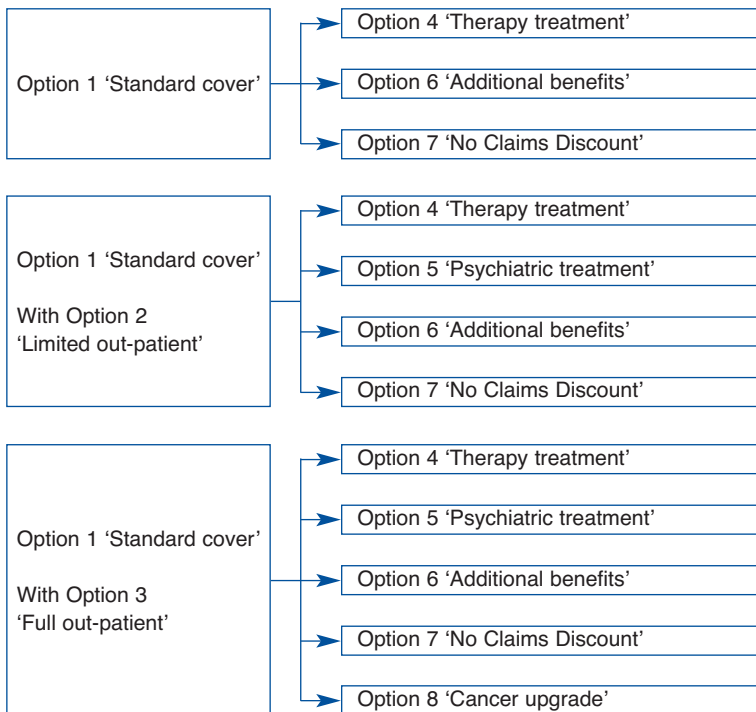 Option 1 ‘Standard cover’
Option 4 ‘Therapy treatment’
Option 6 ‘Additional benefits’
Option 7 ‘No Claims Discount’
Option 1 ‘Standard cover’
With Option 2
‘Limited out-patient’
Option 4 ‘Therapy treatment’
Option 5 ‘Psychiatric treatment’
Option 6 ‘Additional benefits’
Option 7 ‘No Claims Discount’
Option 1 ‘Standard cover’
With Option 3
‘Full out-patient’
Option 4 ‘Therapy treatment’
Option 5 ‘Psychiatric treatment’
Option 6 ‘Additional benefits’
Option 7 ‘No Claims Discount’
Option 8 ‘Cancer upgrade’